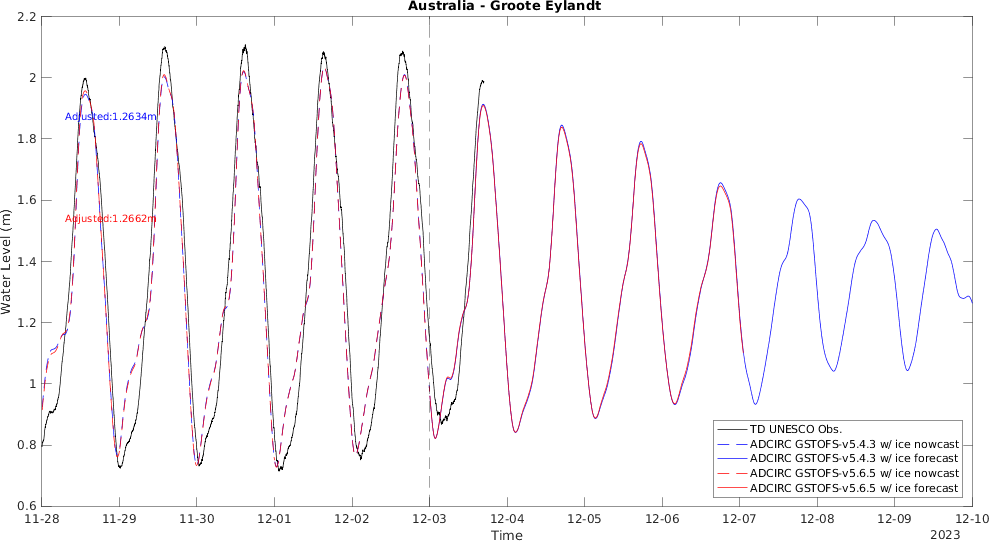 Australia - Groote Eylandt
2.2
2
1.8
1.6
1.4
1.2
1
0.8
0.6
Water Level (m)
Adjusted:1.2634m
Adjusted:1.2662m
TD UNESCO Obs.
ADCIRC GSTOFS-v5.4.3 w/ ice nowcast
ADCIRC GSTOFS-v5.4.3 w/ ice forecast
ADCIRC GSTOFS-v5.6.5 w/ ice nowcast
ADCIRC GSTOFS-v5.6.5 w/ ice forecast
11-28 11-29 11-30 12-01 12-02 12-03 12-04 12-05 12-06 12-07 12-08 12-09 12-10
Time
2023